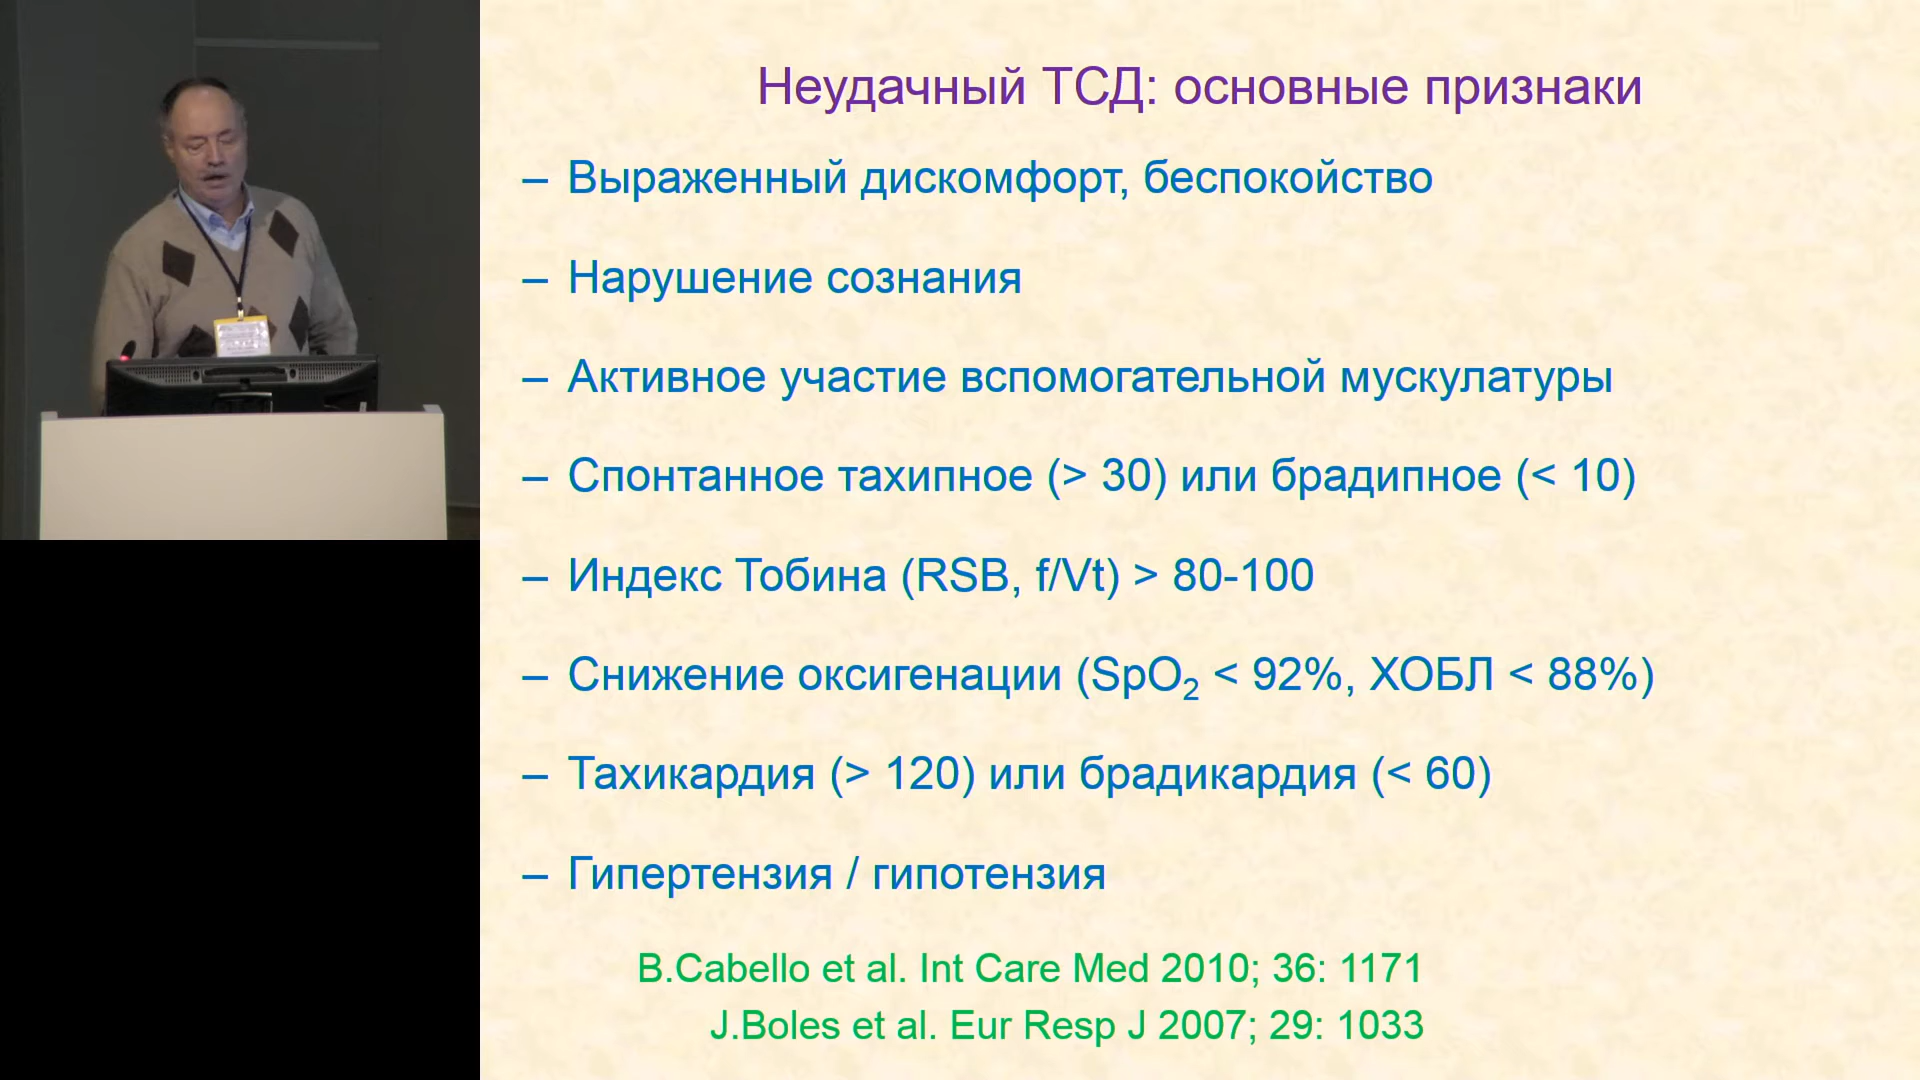 Неудачный ТСД: основные признаки
– Выраженный дискомфорт, беспокойство
– Нарушение сознания
– Активное участие вспомогательной мускулатуры
– Спонтанное тахипное (> 30) или брадипное (< 10)
– Индекс Тобина (RSB, f/Vt) > 80-100
– Снижение оксигенации (SpO₂ < 92%, ХОБЛ < 88%)
– Тахикардия (> 120) или брадикардия (< 60)
– Гипертензия / гипотензия
B.Cabello et al. Int Care Med 2010; 36: 1171
J.Boles et al. Eur Resp J 2007; 29: 1033